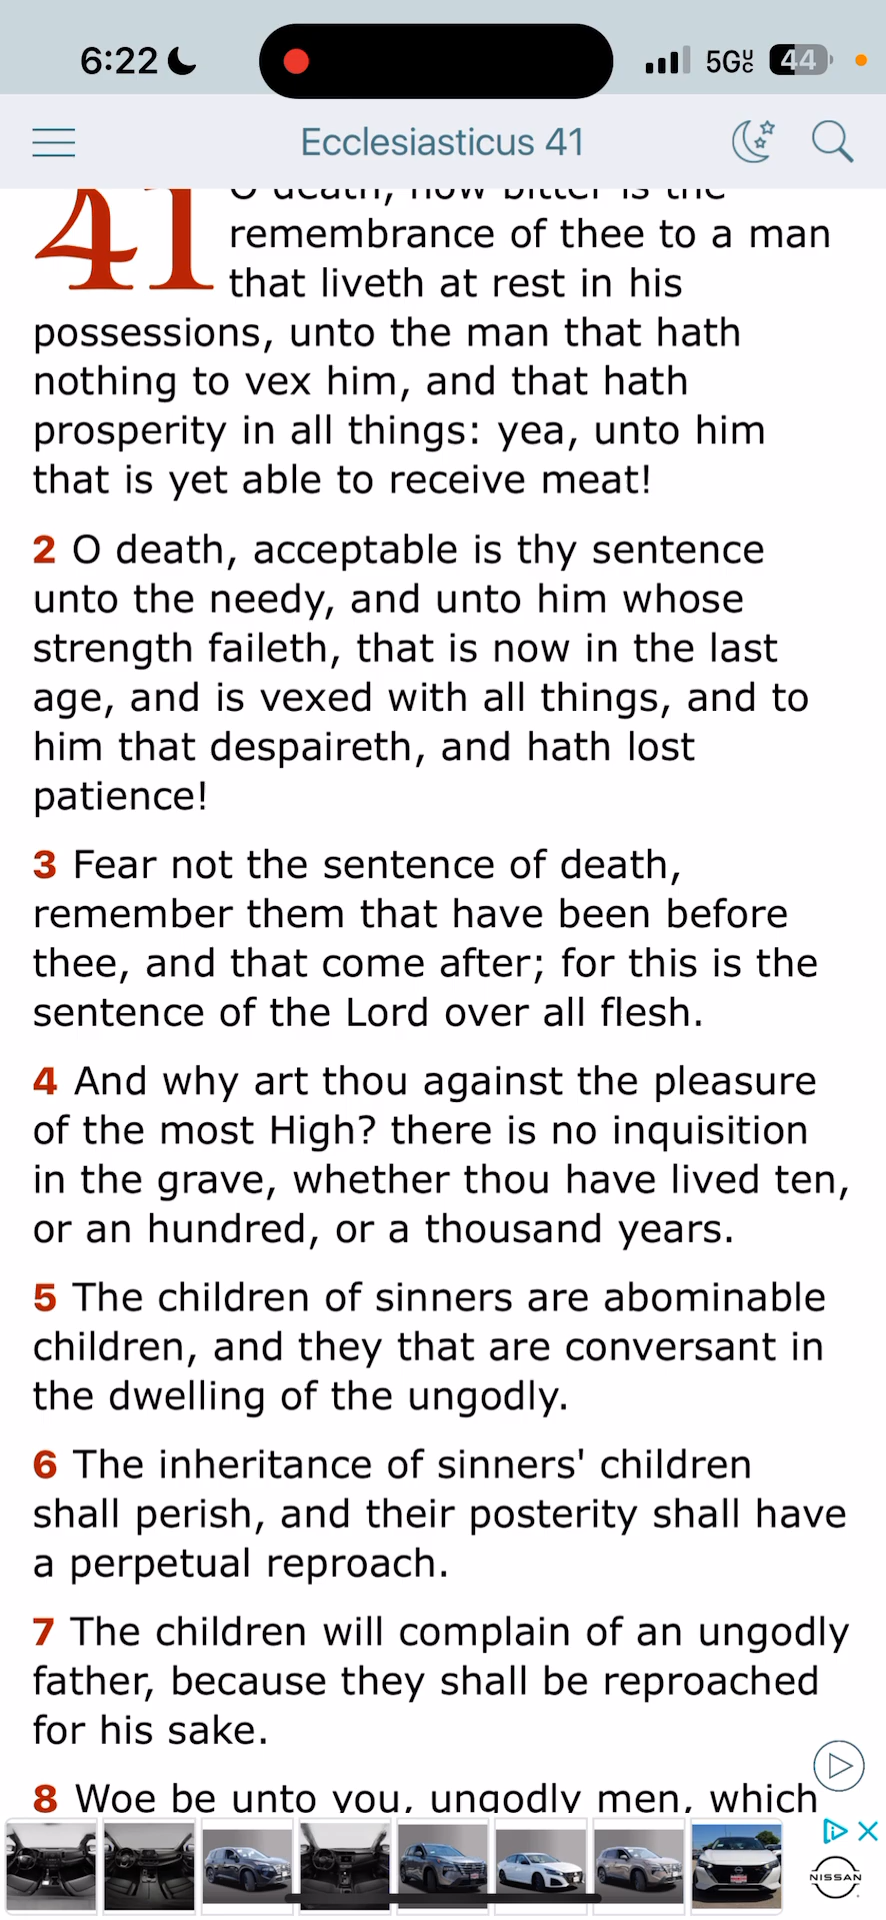 6:22
5G
44
Ecclesiasticus 41
41 O death, how bitter is the
remembrance of thee to a man
that liveth at rest in his
possessions, unto the man that hath
nothing to vex him, and that hath
prosperity in all things: yea, unto him
that is yet able to receive meat!
2 O death, acceptable is thy sentence
unto the needy, and unto him whose
strength faileth, that is now in the last
age, and is vexed with all things, and to
him that despaireth, and hath lost
patience!
3 Fear not the sentence of death,
remember them that have been before
thee, and that come after; for this is the
sentence of the Lord over all flesh.
4 And why art thou against the pleasure
of the most High? there is no inquisition
in the grave, whether thou have lived ten,
or an hundred, or a thousand years.
5 The children of sinners are abominable
children, and they that are conversant in
the dwelling of the ungodly.
6 The inheritance of sinners' children
shall perish, and their posterity shall have
a perpetual reproach.
7 The children will complain of an ungodly
father, because they shall be reproached
for his sake.
8 Woe be unto you, ungodly men, which
NISSAN